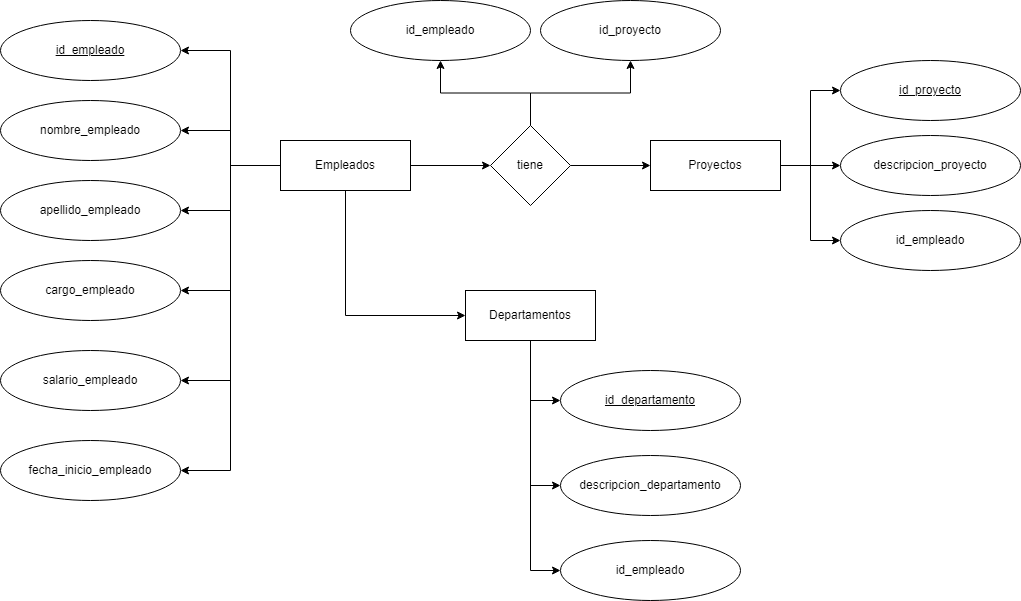 id_empleado
id_proyecto
id_empleado
id_proyecto
nombre_empleado
Empleados
tiene
Proyectos
descripcion_proyecto
apellido_empleado
id_empleado
cargo_empleado
Departamentos
salario_empleado
id_departamento
fecha_inicio_empleado
descripcion_departamento
id_empleado